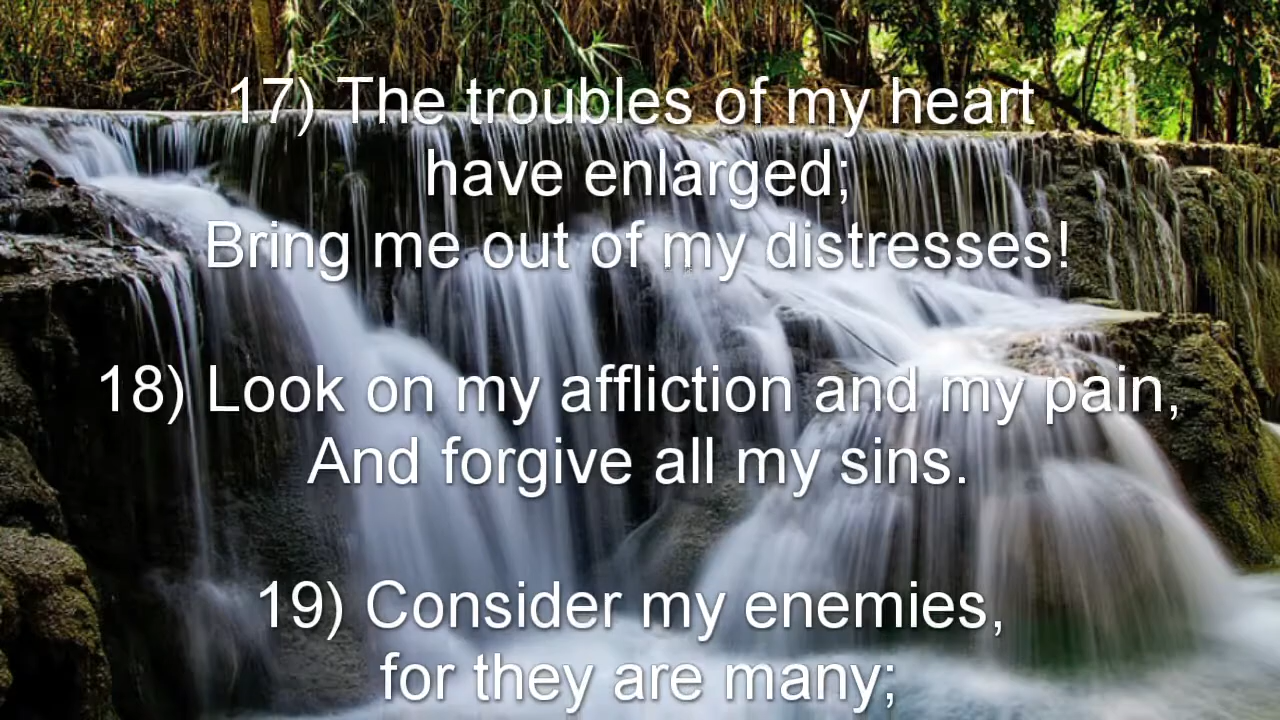 17) The troubles of my heart
have enlarged;
Bring me out of my distresses!
18) Look on my affliction and my pain,
And forgive all my sins.
19) Consider my enemies,
for they are many;